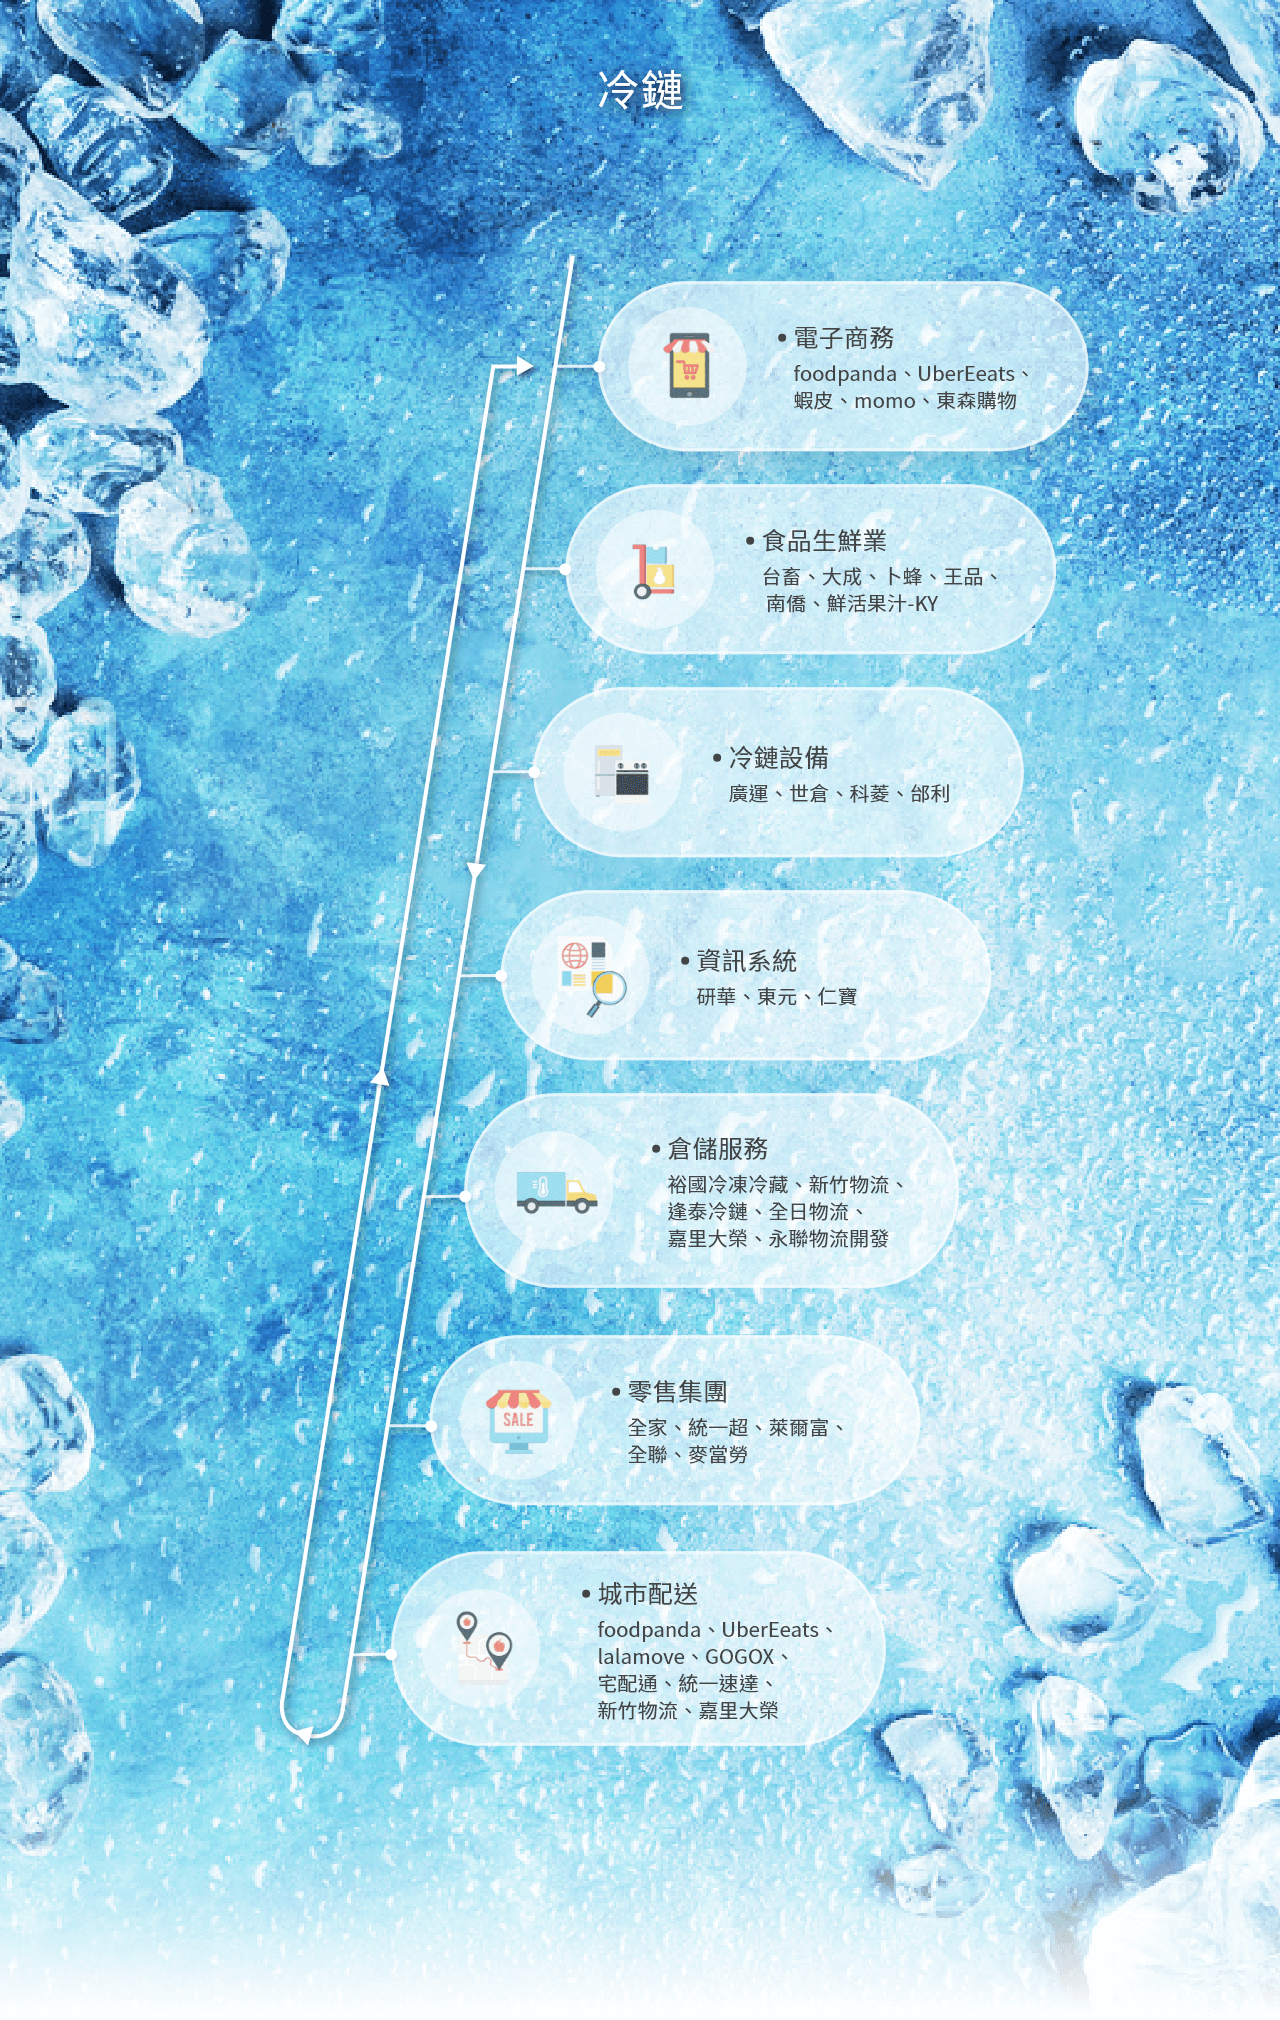 冷鏈
• 電子商務
foodpanda、UberEeats、
蝦皮、momo、東森購物
• 食品生鮮業
台畜、大成、卜蜂、王品、
南僑、鮮活果汁-KY
• 冷鏈設備
廣運、世倉、科菱、邰利
• 資訊系統
研華、東元、仁寶
• 倉儲服務
裕國冷凍冷藏、新竹物流、
逢泰冷鏈、全日物流、
嘉里大榮、永聯物流開發
• 零售集團
SALE
全家、統一超、萊爾富、
全聯、麥當勞
• 城市配送
foodpanda、UberEeats、
lalamove、GOGOX、
宅配通、統一速達、
新竹物流、嘉里大榮